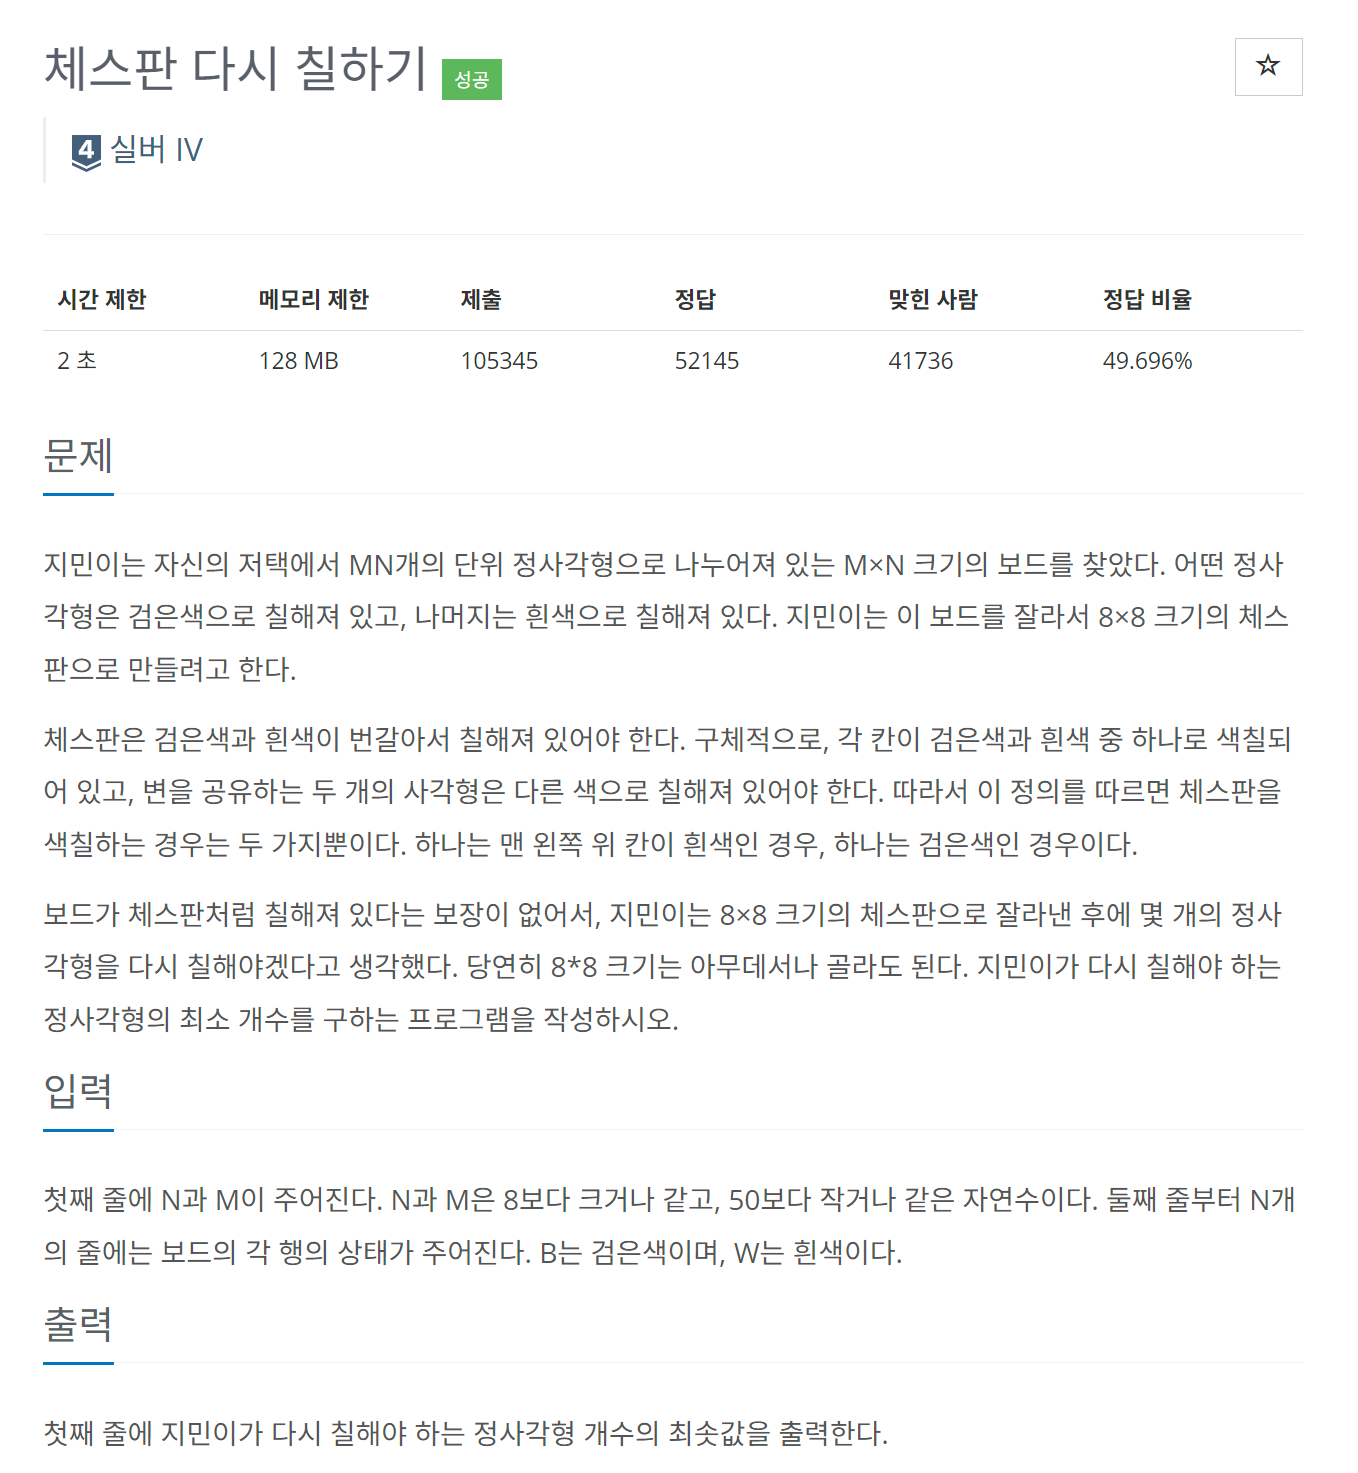 체스판 다시 칠하기 성공
☆
4 실버 IV
시간 제한 메모리 제한 제출 정답 맞힌 사람 정답 비율
2 초 128 MB 105345 52145 41736 49.696%
문제
지민이는 자신의 저택에서 MN개의 단위 정사각형으로 나누어져 있는 M×N 크기의 보드를 찾았다. 어떤 정사
각형은 검은색으로 칠해져 있고, 나머지는 흰색으로 칠해져 있다. 지민이는 이 보드를 잘라서 8×8 크기의 체스
판으로 만들려고 한다.
체스판은 검은색과 흰색이 번갈아서 칠해져 있어야 한다. 구체적으로, 각 칸이 검은색과 흰색 중 하나로 색칠되
어 있고, 변을 공유하는 두 개의 사각형은 다른 색으로 칠해져 있어야 한다. 따라서 이 정의를 따르면 체스판을
색칠하는 경우는 두 가지뿐이다. 하나는 맨 왼쪽 위 칸이 흰색인 경우, 하나는 검은색인 경우이다.
보드가 체스판처럼 칠해져 있다는 보장이 없어서, 지민이는 8×8 크기의 체스판으로 잘라낸 후에 몇 개의 정사
각형을 다시 칠해야겠다고 생각했다. 당연히 8*8 크기는 아무데서나 골라도 된다. 지민이가 다시 칠해야 하는
정사각형의 최소 개수를 구하는 프로그램을 작성하시오.
입력
첫째 줄에 N과 M이 주어진다. N과 M은 8보다 크거나 같고, 50보다 작거나 같은 자연수이다. 둘째 줄부터 N개
의 줄에는 보드의 각 행의 상태가 주어진다. B는 검은색이며, W는 흰색이다.
출력
첫째 줄에 지민이가 다시 칠해야 하는 정사각형 개수의 최솟값을 출력한다.